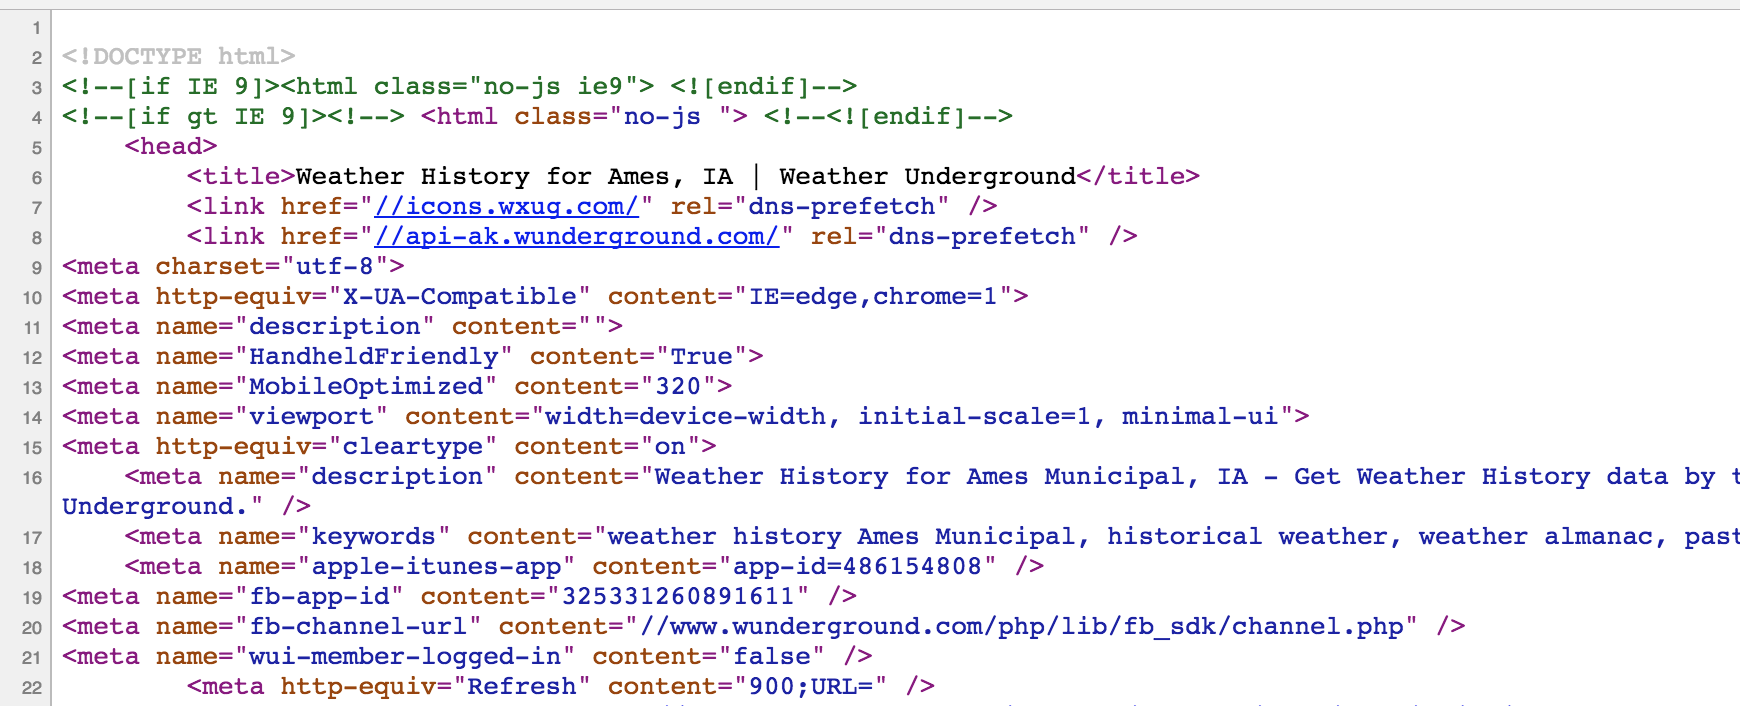 1
2 <!DOCTYPE html>
3 <!--[if IE 9]><html class="no-js ie9"> <![endif]-->
4 <!--[if gt IE 9]><!--> <html class="no-js "> <!--<![endif]-->
5 <head>
6 <title>Weather History for Ames, IA | Weather Underground</title>
7 <link href="//icons.wxug.com/" rel="dns-prefetch" />
8 <link href="//api-ak.wunderground.com/" rel="dns-prefetch" />
9 <meta charset="utf-8">
10 <meta http-equiv="X-UA-Compatible" content="IE=edge,chrome=1">
11 <meta name="description" content="">
12 <meta name="HandheldFriendly" content="True">
13 <meta name="MobileOptimized" content="320">
14 <meta name="viewport" content="width=device-width, initial-scale=1, minimal-ui">
15 <meta http-equiv="cleartype" content="on">
16 <meta name="description" content="Weather History for Ames Municipal, IA - Get Weather History data by
Underground." />
17 <meta name="keywords" content="weather history Ames Municipal, historical weather, weather almanac, past
18 <meta name="apple-itunes-app" content="app-id=486154808" />
19 <meta name="fb-app-id" content="325331260891611" />
20 <meta name="fb-channel-url" content="//www.wunderground.com/php/lib/fb_sdk/channel.php" />
21 <meta name="wui-member-logged-in" content="false" />
22 <meta http-equiv="Refresh" content="900;URL=" />